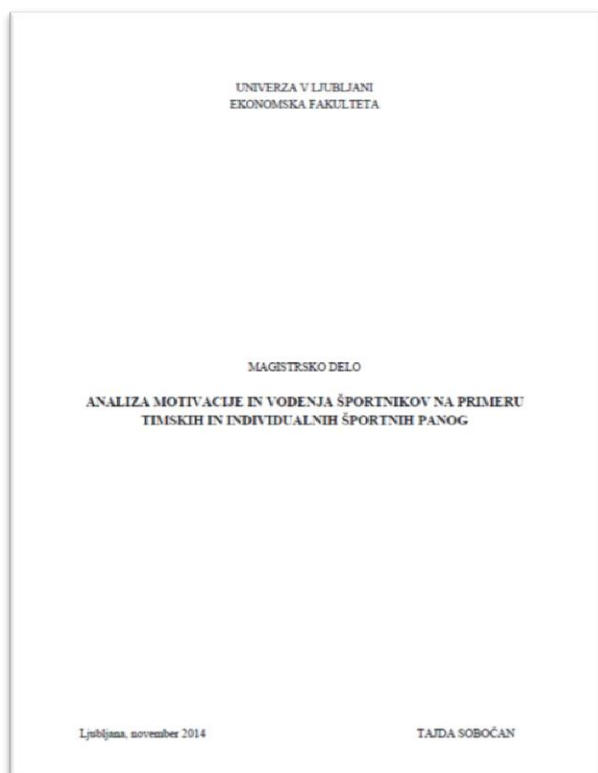 UNIVERZA V LJUBLJANI
EKONOMSKA FAKULTETA
MAGISTRSKO DELO
ANALIZA MOTIVACIJE IN VODENJA ŠPORTNIKOV NA PRIMERU
TIMSKIH IN INDIVIDUALNIH ŠPORTNIH PANOG
Ljubljana, november 2014 TAJDA SOBOČAN